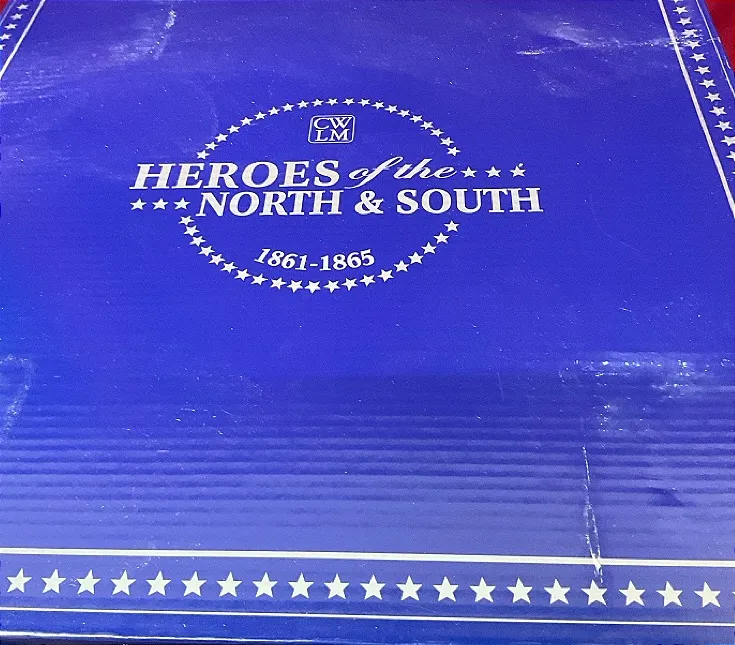 CW
LM
HEROES of the
NORTH & SOUTH
1861-1865